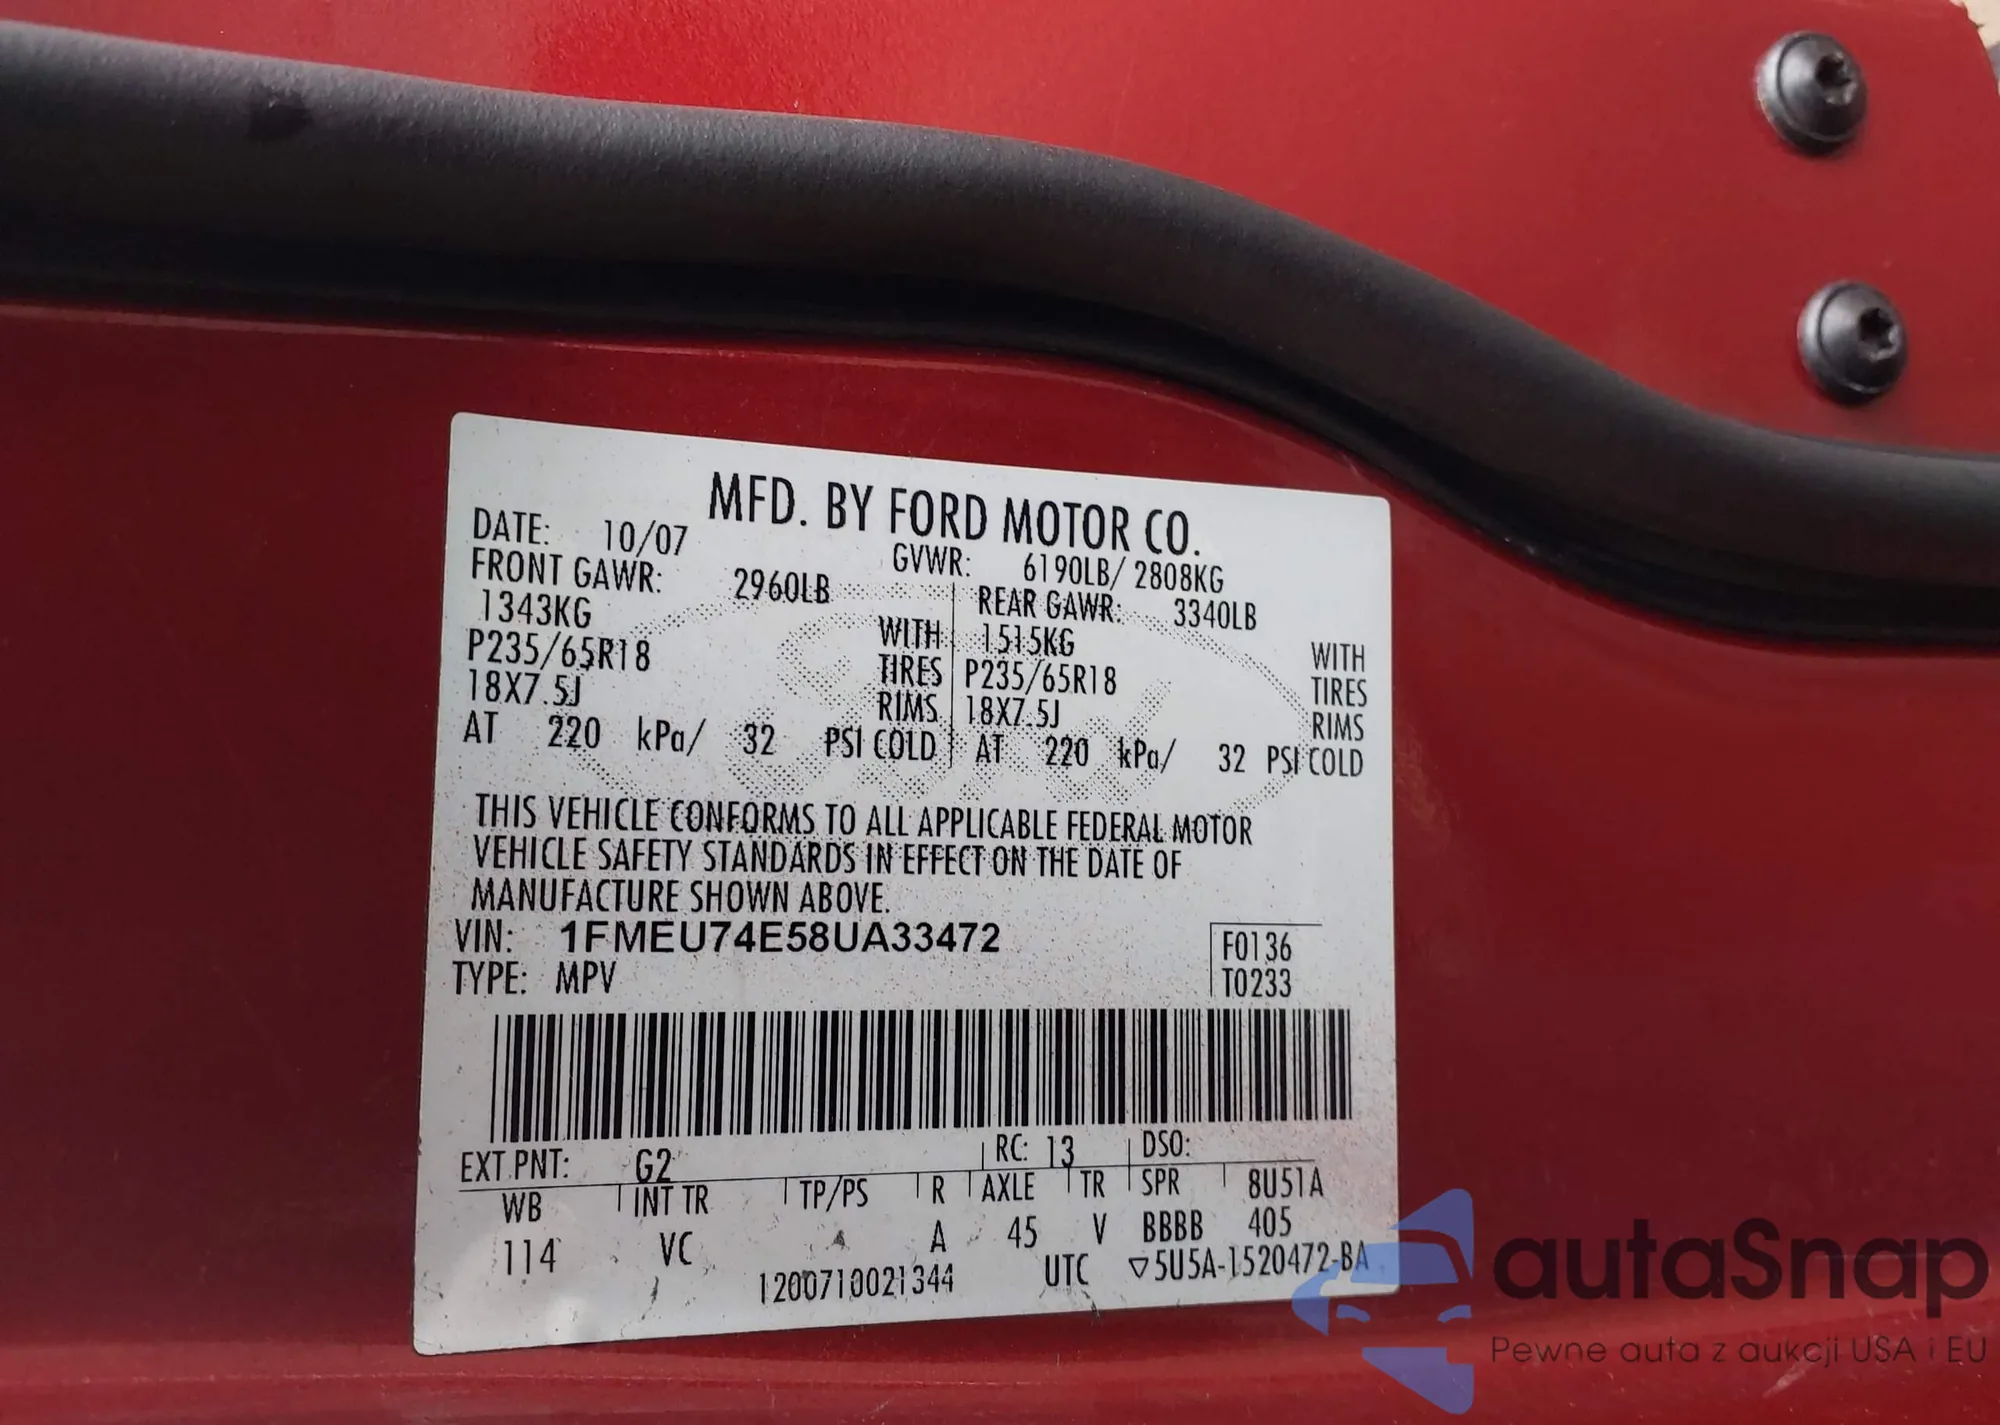 MFD. BY FORD MOTOR CO.
DATE: 10/07 GVWR: 6190LB/ 2808KG
FRONT GAWR: 2960LB REAR GAWR: 3340LB
1343KG WITH 1515KG WITH
P235/65R18 TIRES P235/65R18 TIRES
18X7.5J RIMS 18X7.5J RIMS
AT 220 kPa/ 32 PSI COLD AT 220 kPa/ 32 PSI COLD
THIS VEHICLE CONFORMS TO ALL APPLICABLE FEDERAL MOTOR
VEHICLE SAFETY STANDARDS IN EFFECT ON THE DATE OF
MANUFACTURE SHOWN ABOVE.
VIN: 1FMEU74E58UA33472 F0136
TYPE: MPV T0233
EXT PNT: G2 RC: 13 DSO:
WB INT TR TP/PS R AXLE TR SPR 8U51A
114 VC A 45 V BBBB 405
1200710021344 UTC ▽5U5A-1520472-BA
autaSnap
Pewne auta z aukcji USA i EU